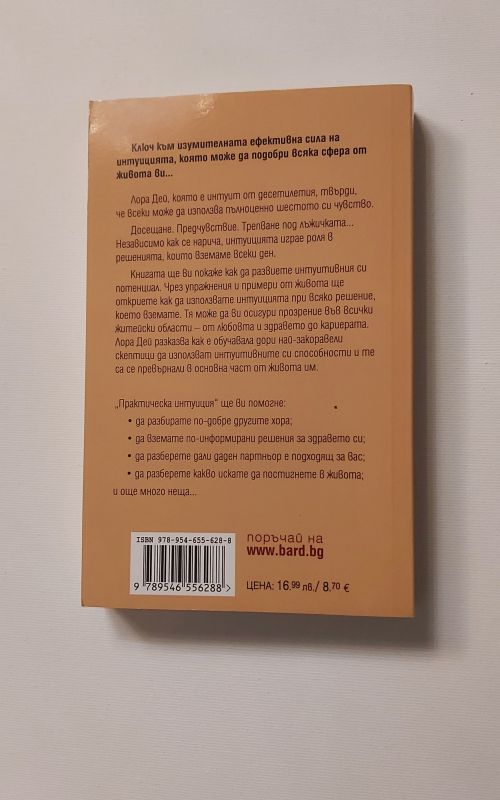 Ключ към изумителната ефективна сила на
интуицията, която може да подобри всяка сфера от
живота ви...
Лора Дей, която е интуит от десетилетия, твърди,
че всеки може да използва пълноценно шестото си чувство.
Досещане. Предчувствие. Трепване под лъжичката...
Независимо как се нарича, интуицията играе роля в
решенията, които вземаме всеки ден.
Книгата ще ви покаже как да развиете интуитивния си
потенциал. Чрез упражнения и примери от живота ще
откриете как да използвате интуицията при всяко решение,
което вземате. Тя може да ви осигури прозрение във всички
житейски области – от любовта и здравето до кариерата.
Лора Дей разказва как е обучавала дори най-закоравели
скептици да използват интуитивните си способности и те
са се превърнали в основна част от живота им.
„Практическа интуиция" ще ви помогне:
• да разбирате по-добре другите хора;
• да вземате по-информирани решения за здравето си;
• да разберете дали даден партньор е подходящ за вас;
• да разберете какво искате да постигнете в живота;
и още много неща...
ISBN 978-954-655-628-8
9 789546 556288 >
поръчай на
www.bard.bg
ЦЕНА: 16.99 лв./ 8.70 €